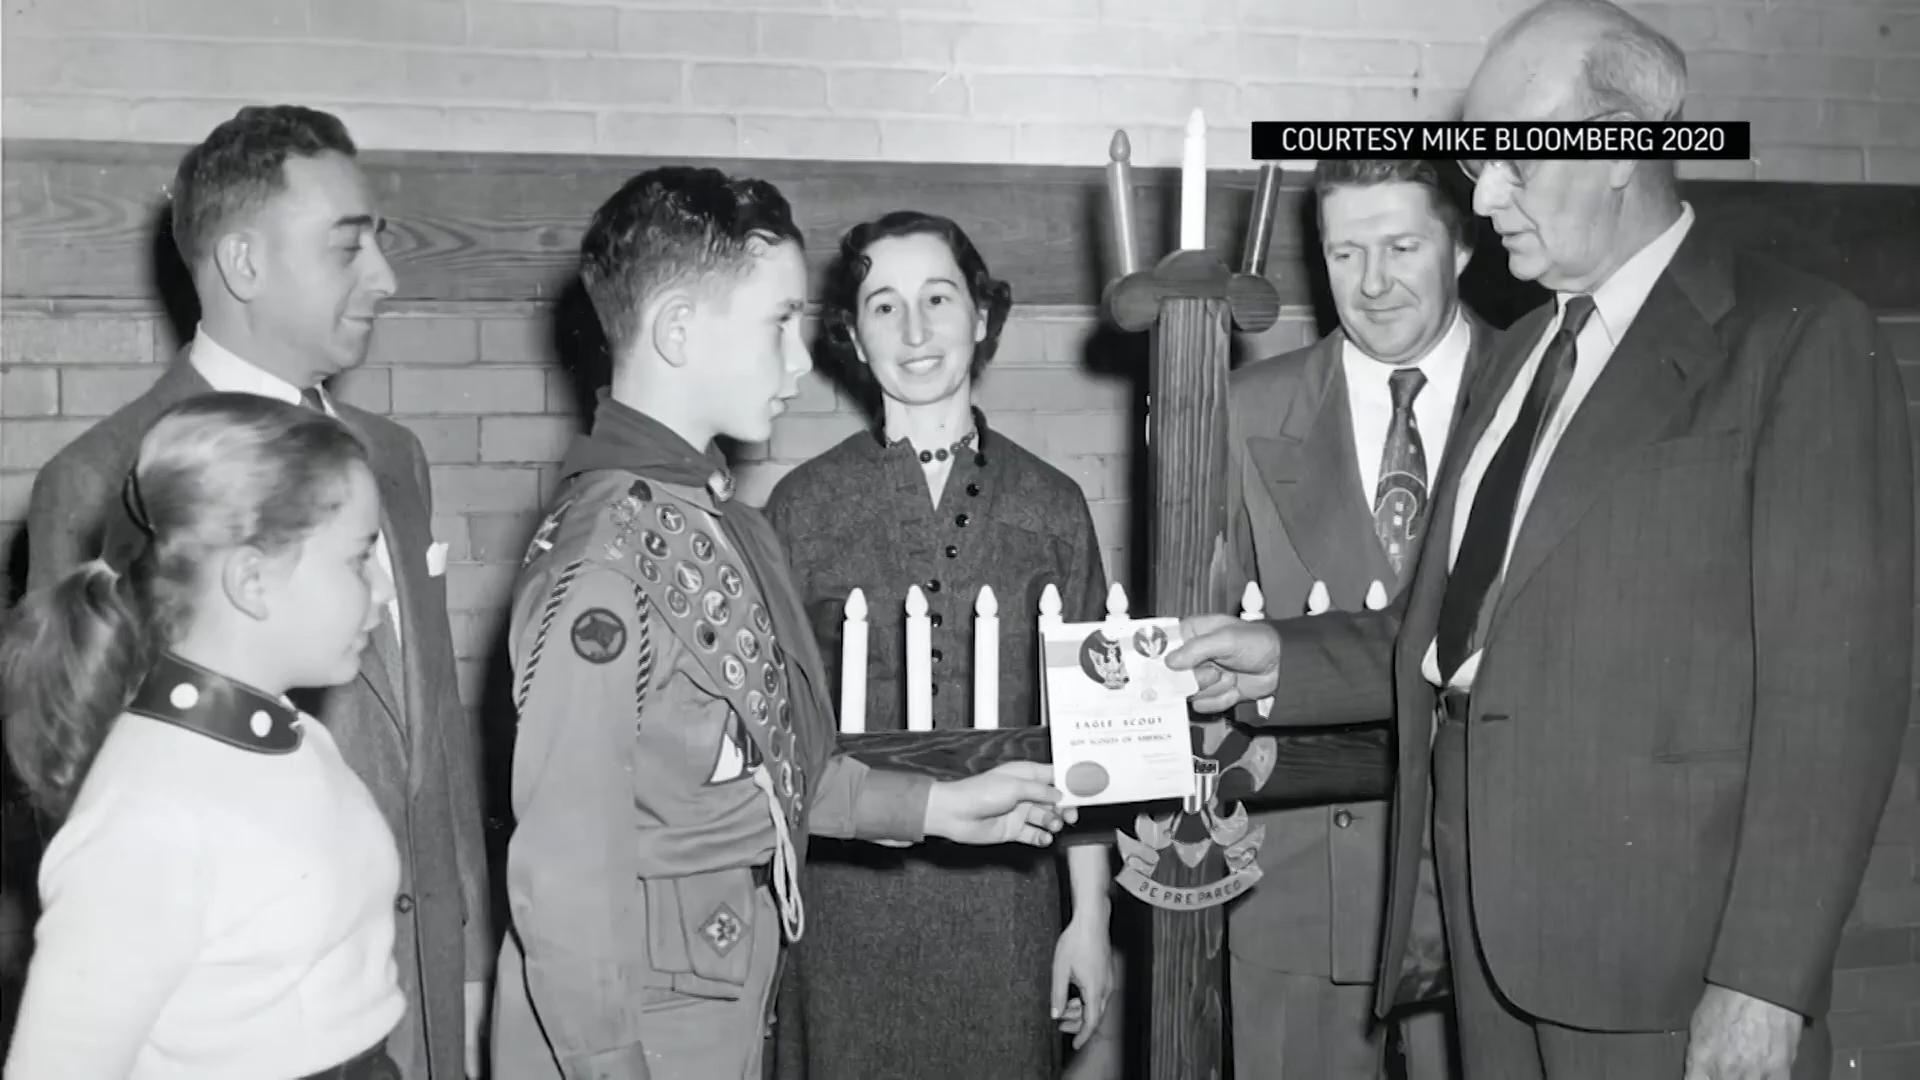 COURTESY MIKE BLOOMBERG 2020
EAGLE SCOUT
BOY SCOUTS OF AMERICA
BE PREPARED